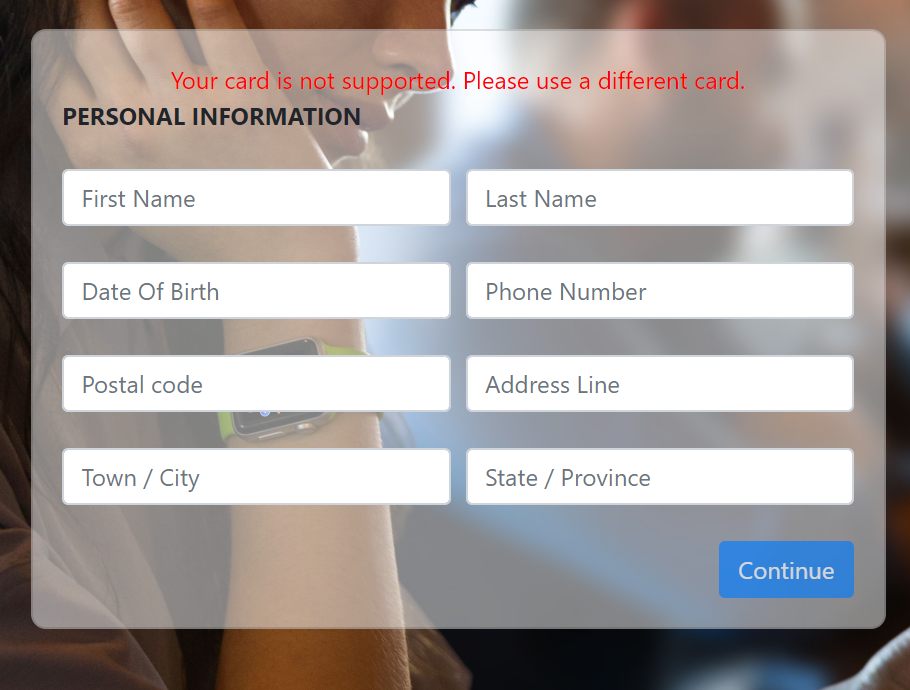 Your card is not supported. Please use a different card.
PERSONAL INFORMATION
First Name
Last Name
Date Of Birth
Phone Number
Postal code
Address Line
Town / City
State / Province
Continue